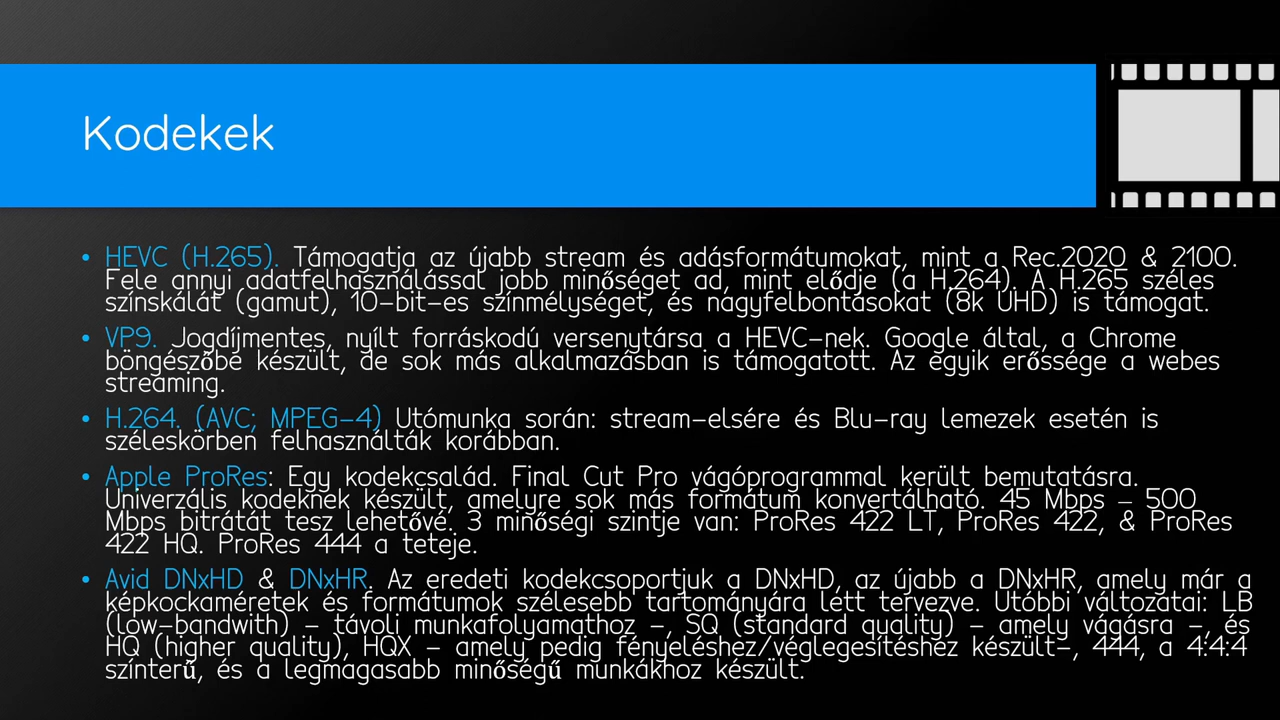 Kodekek
• HEVC (H.265). Támogatja az újabb stream és adásformátumokat, mint a Rec.2020 & 2100.
Fele annyi adatfelhasználással jobb minőséget ad, mint elődje (a H.264). A H.265 széles
színskálát (gamut), 10-bit-es színmélységet, és nagyfelbontásokat (8k UHD) is támogat.
• VP9. Jogdíjmentes, nyílt forráskodú versenytársa a HEVC-nek. Google által, a Chrome
böngészőbe készült, de sok más alkalmazásban is támogatott. Az egyik erőssége a webes
streaming.
• H.264. (AVC; MPEG-4) Utómunka során: stream-elsére és Blu-ray lemezek esetén is
széleskörben felhasználták korábban.
• Apple ProRes: Egy kodekcsalád. Final Cut Pro vágóprogrammal került bemutatásra.
Univerzális kodeknek készült, amelyre sok más formátum konvertálható. 45 Mbps – 500
Mbps bitrátát tesz lehetővé. 3 minőségi szintje van: ProRes 422 LT, ProRes 422, & ProRes
422 HQ. ProRes 444 a teteje.
• Avid DNxHD & DNxHR. Az eredeti kodekcsoportjuk a DNxHD, az újabb a DNxHR, amely már a
képkockaméretek és formátumok szélesebb tartományára lett tervezve. Utóbbi változatai: LB
(low-bandwith) – távoli munkafolyamathoz –, SQ (standard quality) – amely vágásra –, és
HQ (higher quality), HQX – amely pedig fényeléshez/véglegesítéshez készült-, 444, a 4:4:4
színterű, és a legmagasabb minőségű munkákhoz készült.